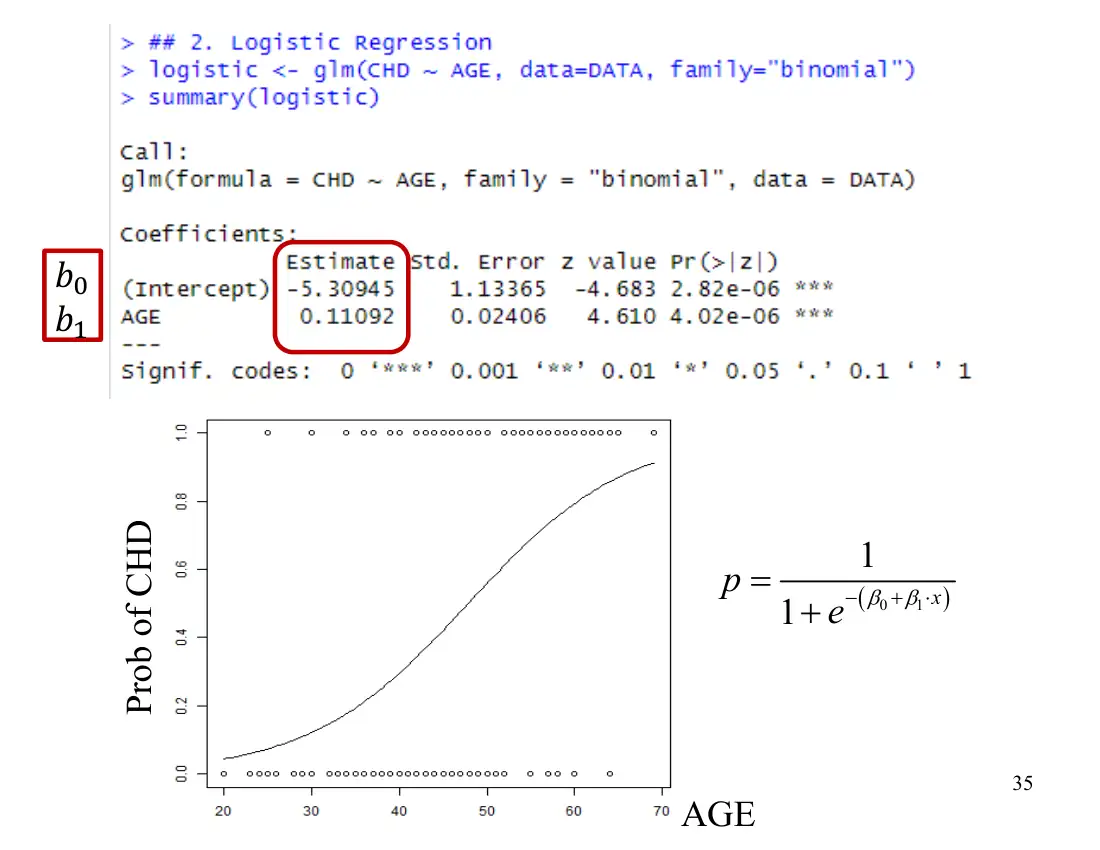 > ## 2. Logistic Regression
> logistic <- glm(CHD ~ AGE, data=DATA, family="binomial")
> summary(logistic)
Call:
glm(formula = CHD ~ AGE, family = "binomial", data = DATA)
Coefficients:
Estimate Std. Error z value Pr(>|z|)
b₀ (Intercept) -5.30945 1.13365 -4.683 2.82e-06 ***
b₁ AGE 0.11092 0.02406 4.610 4.02e-06 ***
---
Signif. codes: 0 ‘***’ 0.001 ‘**’ 0.01 ‘*’ 0.05 ‘.’ 0.1 ‘ ’ 1
Prob of CHD
1.0
0.8
0.6
0.4
0.2
0.0
20 30 40 50 60 70
AGE
p = 1 / (1 + e^−(β₀+β₁·x))
35